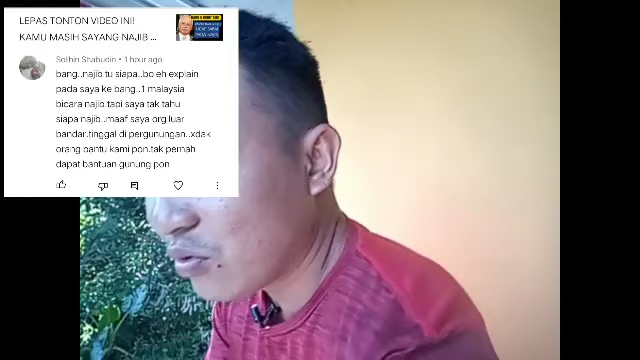 LEPAS TONTON VIDEO INI!
KAMU MASIH SAYANG NAJIB ...
Solihin Shabudin • 1 hour ago
bang..najib tu siapa..bo eh explain
pada saya ke bang..1 malaysia
bicara najib.tapi saya tak tahu
siapa najib..maaf saya org luar
bandar.tinggal di pergunungan..xdak
orang bantu kami pon.tak pernah
dapat bantuan gunung pon